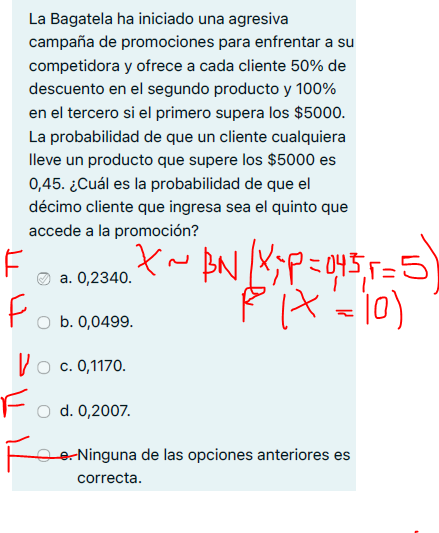 La Bagatela ha iniciado una agresiva
campaña de promociones para enfrentar a su
competidora y ofrece a cada cliente 50% de
descuento en el segundo producto y 100%
en el tercero si el primero supera los $5000.
La probabilidad de que un cliente cualquiera
lleve un producto que supere los $5000 es
0,45. ¿Cuál es la probabilidad de que el
décimo cliente que ingresa sea el quinto que
accede a la promoción?
F a. 0,2340. X ~ BN(X; p=0,45, r=5)
F b. 0,0499. P(X=10)
V c. 0,1170.
F d. 0,2007.
F e. Ninguna de las opciones anteriores es
correcta.